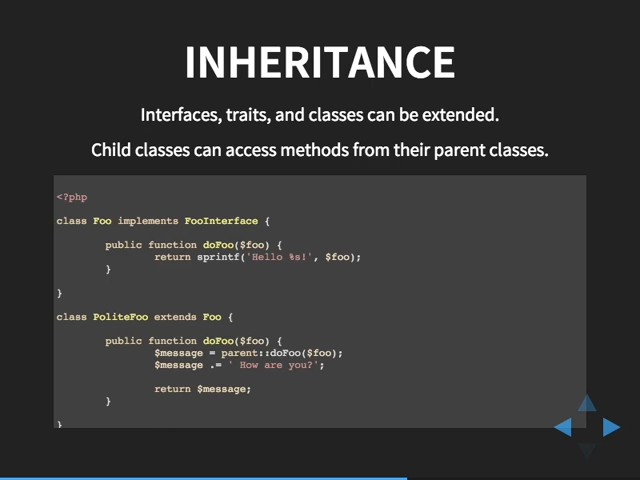 INHERITANCE
Interfaces, traits, and classes can be extended.
Child classes can access methods from their parent classes.
<?php
class Foo implements FooInterface {
public function doFoo($foo) {
return sprintf('Hello %s!', $foo);
}
}
class PoliteFoo extends Foo {
public function doFoo($foo) {
$message = parent::doFoo($foo);
$message .= ' How are you?';
return $message;
}
}